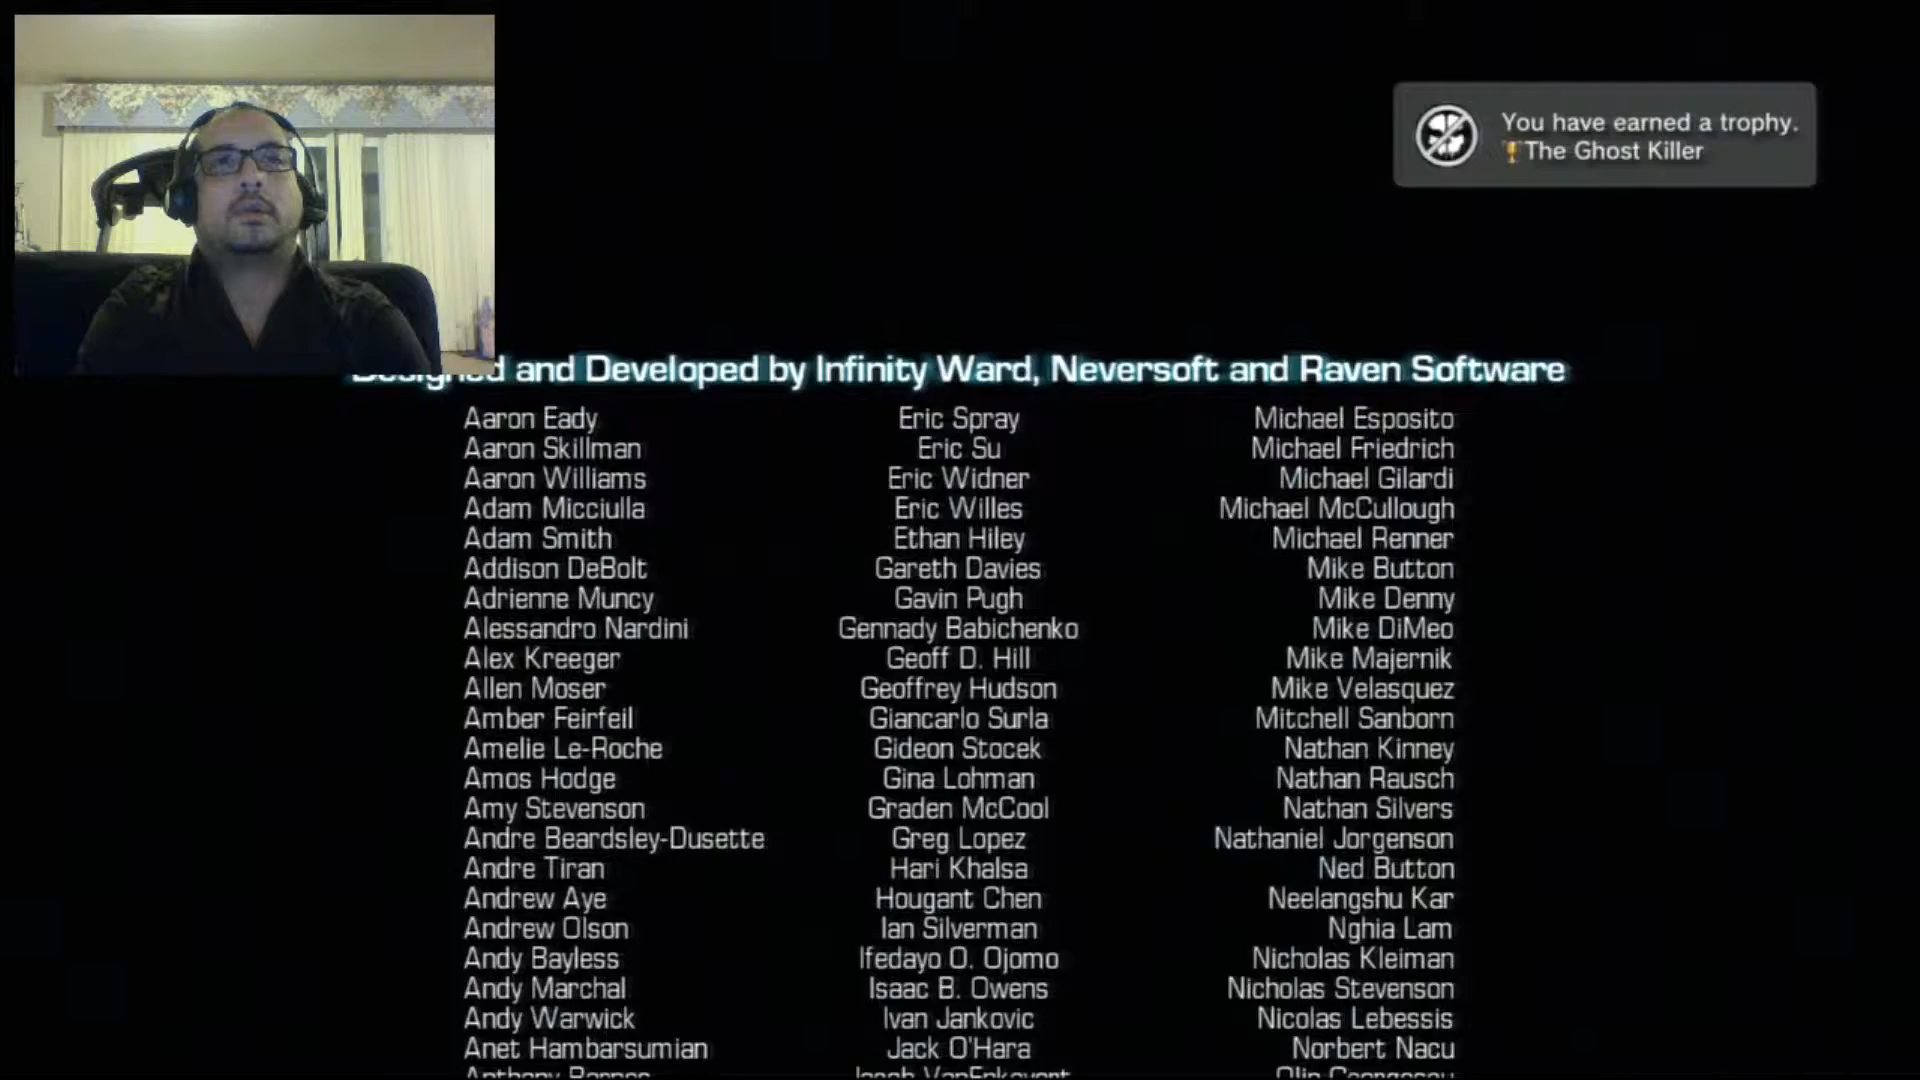 You have earned a trophy.
The Ghost Killer
and Developed by Infinity Ward, Neversoft and Raven Software
Aaron Eady Eric Spray Michael Esposito
Aaron Skillman Eric Su Michael Friedrich
Aaron Williams Eric Widner Michael Gilardi
Adam Micciulla Eric Willes Michael McCullough
Adam Smith Ethan Hiley Michael Renner
Addison DeBolt Gareth Davies Mike Button
Adrienne Muncy Gavin Pugh Mike Denny
Alessandro Nardini Gennady Babichenko Mike DiMeo
Alex Kreeger Geoff D. Hill Mike Majernik
Allen Moser Geoffrey Hudson Mike Velasquez
Amber Feirfeil Giancarlo Surla Mitchell Sanborn
Amelie Le-Roche Gideon Stocek Nathan Kinney
Amos Hodge Gina Lohman Nathan Rausch
Amy Stevenson Graden McCool Nathan Silvers
Andre Beardsley-Dusette Greg Lopez Nathaniel Jorgenson
Andre Tiran Hari Khalsa Ned Button
Andrew Aye Hougant Chen Neelangshu Kar
Andrew Olson Ian Silverman Nghia Lam
Andy Bayless Ifedayo O. Ojomo Nicholas Kleiman
Andy Marchal Isaac B. Owens Nicholas Stevenson
Andy Warwick Ivan Jankovic Nicolas Lebessis
Anet Hambarsumian Jack O'Hara Norbert Nacu